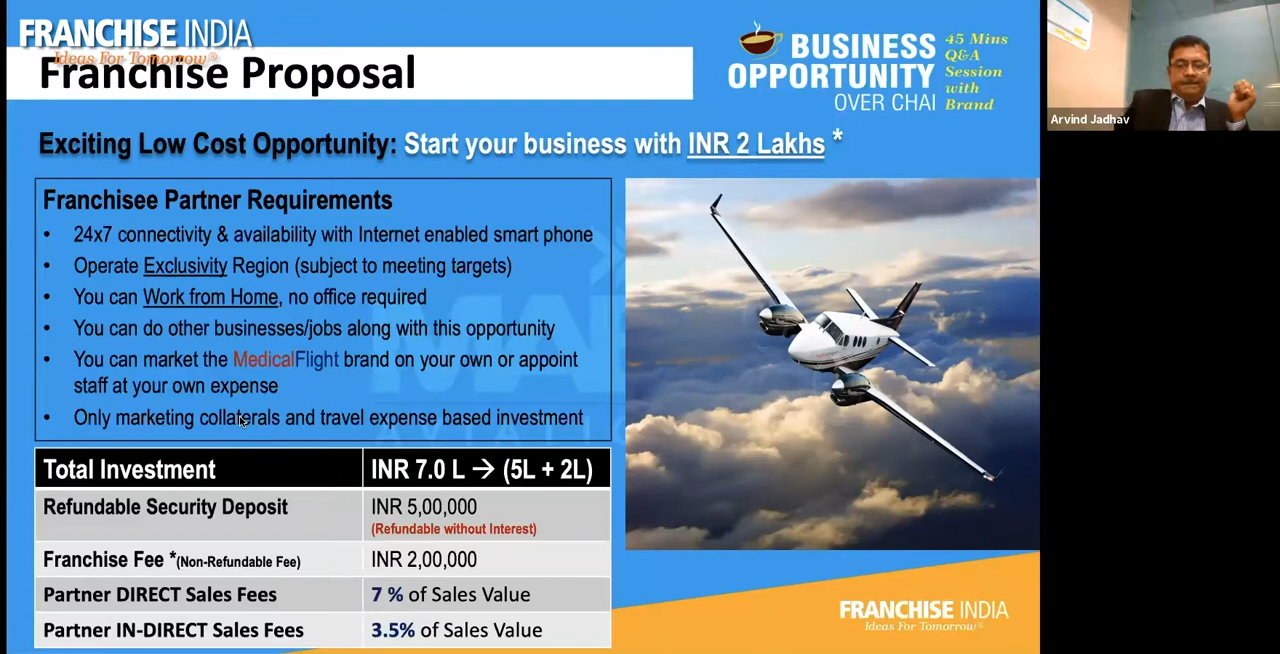 FRANCHISE INDIA
Ideas For Tomorrow®
Franchise Proposal
BUSINESS
OPPORTUNITY
OVER CHAI
45 Mins
Q&A
Session
with
Brand
Arvind Jadhav
Exciting Low Cost Opportunity: Start your business with INR 2 Lakhs *
Franchisee Partner Requirements
• 24x7 connectivity & availability with Internet enabled smart phone
• Operate Exclusivity Region (subject to meeting targets)
• You can Work from Home, no office required
• You can do other businesses/jobs along with this opportunity
• You can market the MedicalFlight brand on your own or appoint
staff at your own expense
• Only marketing collaterals and travel expense based investment
Total Investment INR 7.0 L → (5L + 2L)
Refundable Security Deposit INR 5,00,000
(Refundable without Interest)
Franchise Fee *(Non-Refundable Fee) INR 2,00,000
Partner DIRECT Sales Fees 7 % of Sales Value
Partner IN-DIRECT Sales Fees 3.5% of Sales Value
FRANCHISE INDIA
Ideas For Tomorrow®